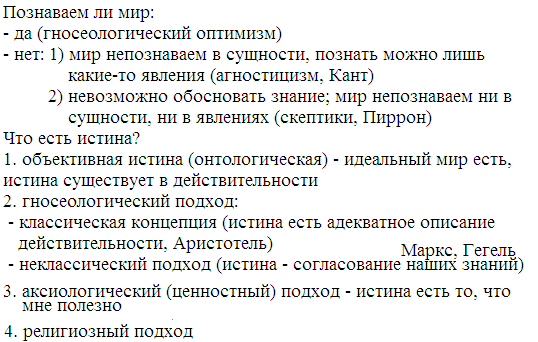 Познаваем ли мир:
- да (гносеологический оптимизм)
- нет: 1) мир непознаваем в сущности, познать можно лишь
какие-то явления (агностицизм, Кант)
2) невозможно обосновать знание; мир непознаваем ни в
сущности, ни в явлениях (скептики, Пиррон)
Что есть истина?
1. объективная истина (онтологическая) - идеальный мир есть,
истина существует в действительности
2. гносеологический подход:
- классическая концепция (истина есть адекватное описание
действительности, Аристотель)
Маркс, Гегель
- неклассический подход (истина - согласование наших знаний)
3. аксиологический (ценностный) подход - истина есть то, что
мне полезно
4. религиозный подход